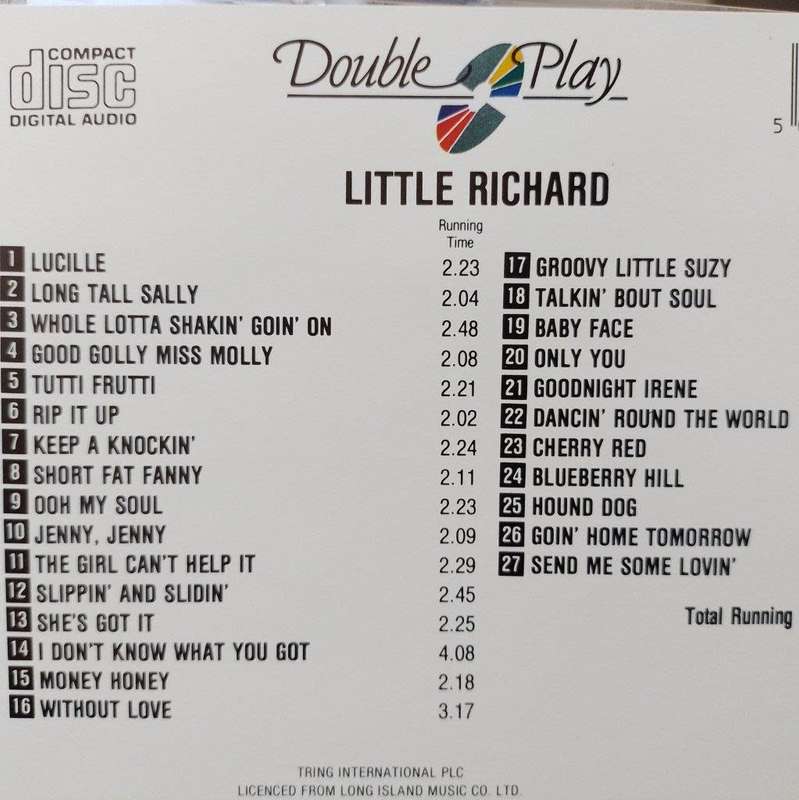 COMPACT
disc
DIGITAL AUDIO
Double Play
5
LITTLE RICHARD
Running
Time
1 LUCILLE 2.23
2 LONG TALL SALLY 2.04
3 WHOLE LOTTA SHAKIN' GOIN' ON 2.48
4 GOOD GOLLY MISS MOLLY 2.08
5 TUTTI FRUTTI 2.21
6 RIP IT UP 2.02
7 KEEP A KNOCKIN' 2.24
8 SHORT FAT FANNY 2.11
9 OOH MY SOUL 2.23
10 JENNY, JENNY 2.09
11 THE GIRL CAN'T HELP IT 2.29
12 SLIPPIN' AND SLIDIN' 2.45
13 SHE'S GOT IT 2.25
14 I DON'T KNOW WHAT YOU GOT 4.08
15 MONEY HONEY 2.18
16 WITHOUT LOVE 3.17
17 GROOVY LITTLE SUZY
18 TALKIN' BOUT SOUL
19 BABY FACE
20 ONLY YOU
21 GOODNIGHT IRENE
22 DANCIN' ROUND THE WORLD
23 CHERRY RED
24 BLUEBERRY HILL
25 HOUND DOG
26 GOIN' HOME TOMORROW
27 SEND ME SOME LOVIN'
Total Running
TRING INTERNATIONAL PLC
LICENCED FROM LONG ISLAND MUSIC CO. LTD.